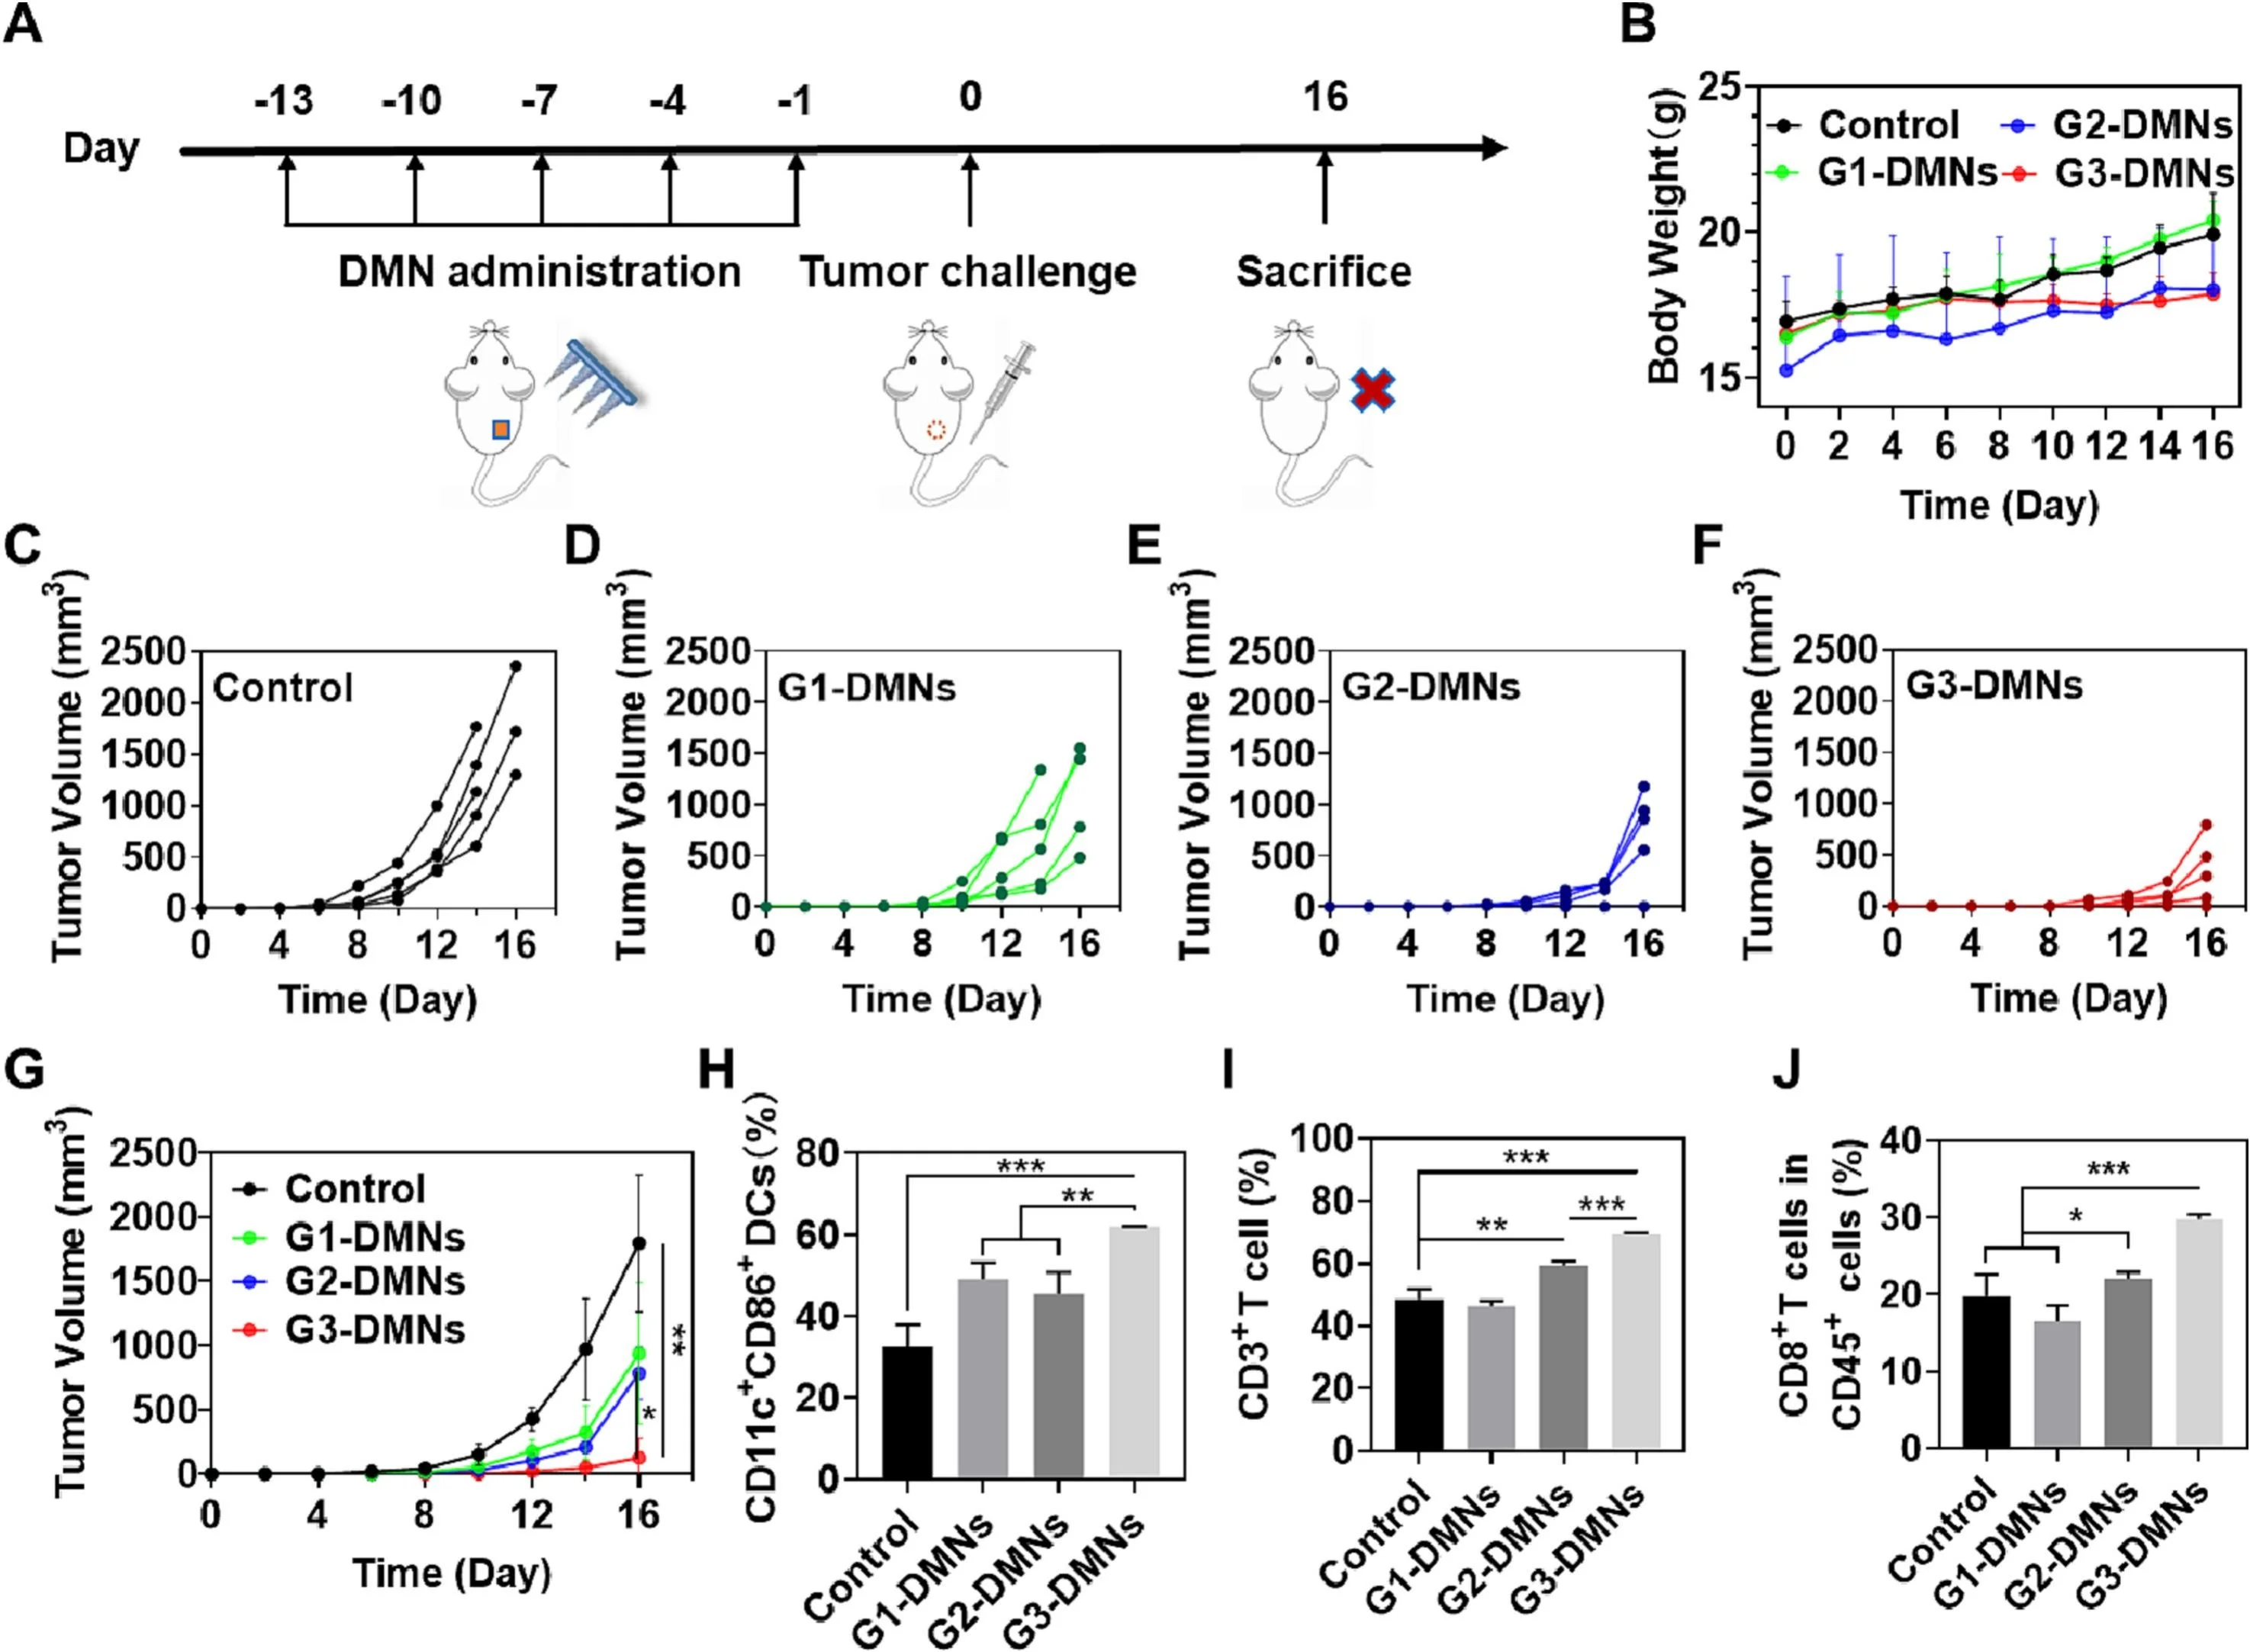 A
-13 -10 -7 -4 -1 0 16
Day
DMN administration Tumor challenge Sacrifice
B
Body Weight(g)
25
20
15
Control G2-DMNs
G1-DMNs G3-DMNs
0 2 4 6 8 10 12 14 16
Time (Day)
C
Tumor Volume (mm³)
2500
2000
1500
1000
500
0
Control
0 4 8 12 16
Time (Day)
D
Tumor Volume (mm³)
2500
2000
1500
1000
500
0
G1-DMNs
0 4 8 12 16
Time (Day)
E
Tumor Volume (mm³)
2500
2000
1500
1000
500
0
G2-DMNs
0 4 8 12 16
Time (Day)
F
Tumor Volume (mm³)
2500
2000
1500
1000
500
0
G3-DMNs
0 4 8 12 16
Time (Day)
G
Tumor Volume (mm³)
2500
2000
1500
1000
500
0
Control
G1-DMNs
G2-DMNs
G3-DMNs
**
*
0 4 8 12 16
Time (Day)
H
CD11c⁺CD86⁺ DCs(%)
80
60
40
20
0
***
**
Control
G1-DMNs
G2-DMNs
G3-DMNs
I
CD3⁺T cell (%)
100
80
60
40
20
0
***
***
**
Control
G1-DMNs
G2-DMNs
G3-DMNs
J
CD8⁺T cells in
CD45⁺ cells (%)
40
30
20
10
0
***
*
Control
G1-DMNs
G2-DMNs
G3-DMNs